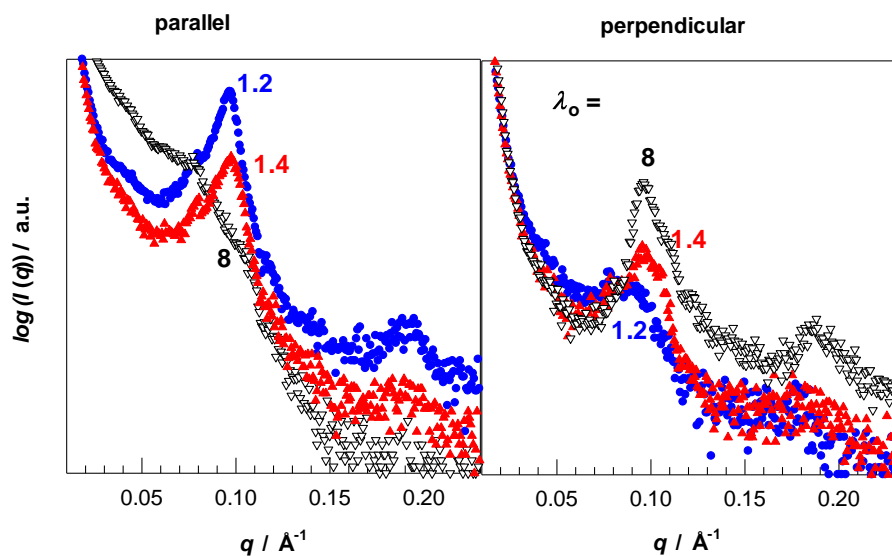 parallel
perpendicular
log(I (q)) / a.u.
1.2
1.4
8
λo =
8
1.4
1.2
0.05 0.10 0.15 0.20
0.05 0.10 0.15 0.20
q / Å-1
q / Å-1